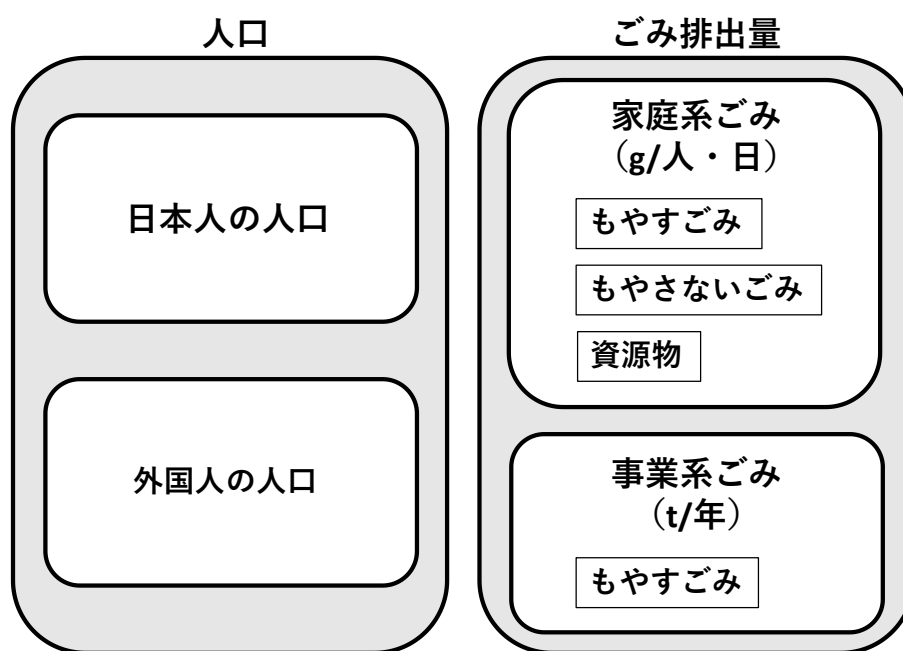 人口
日本人の人口
外国人の人口
ごみ排出量
家庭系ごみ
（g/人・日）
もやすごみ
もやさないごみ
資源物
事業系ごみ
（t/年）
もやすごみ